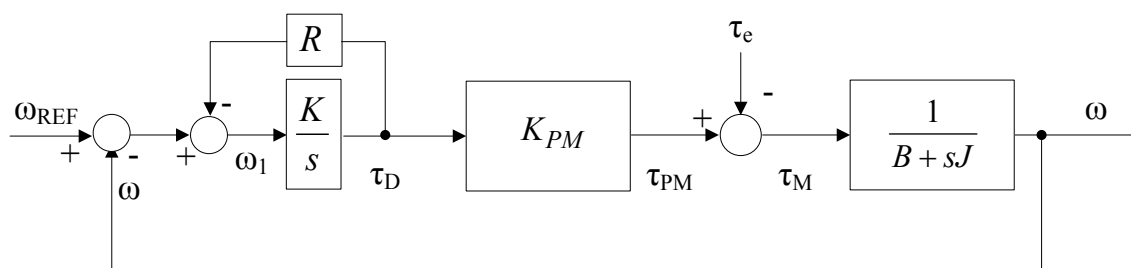 R
τe
ωREF
+
-
ω
-
+
ω1
K
s
τD
KPM
+
-
τPM
τM
1
B + sJ
ω